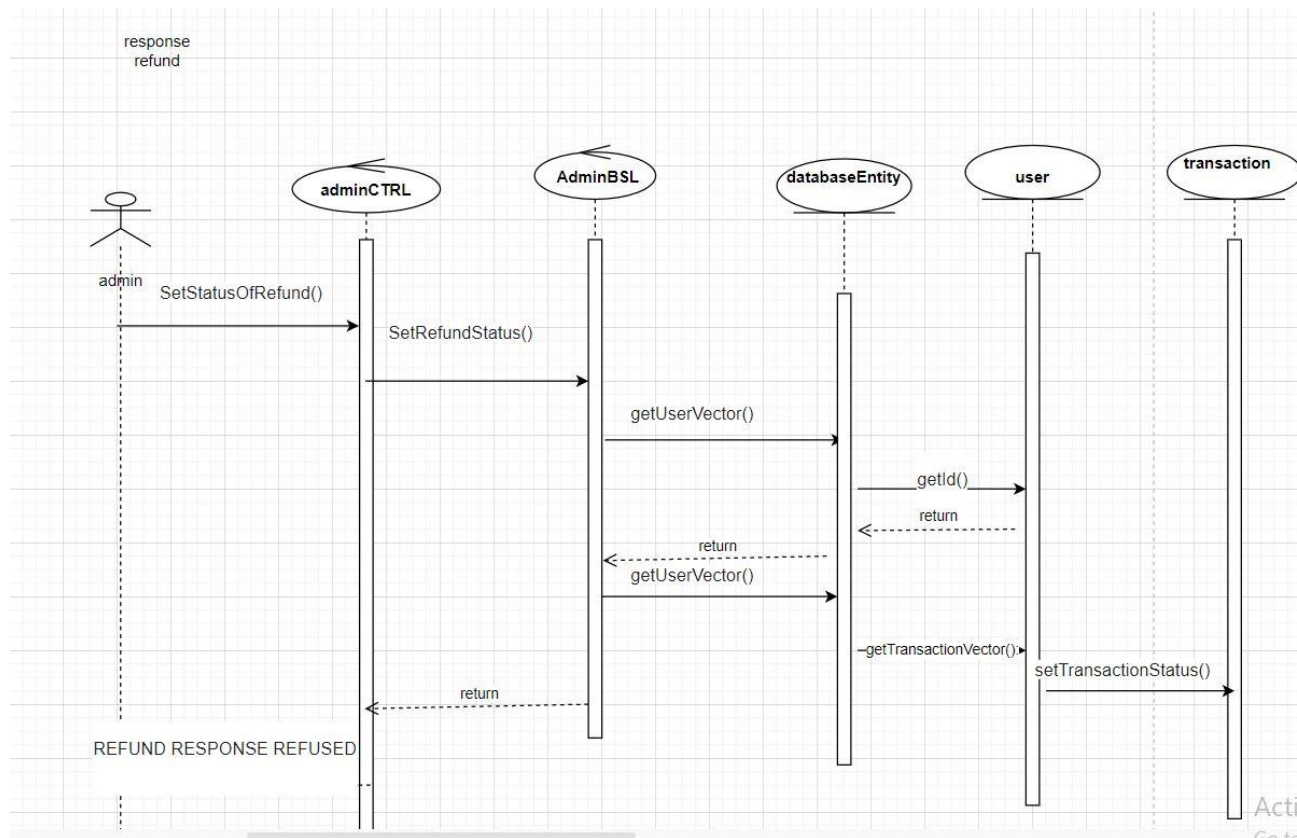 response
refund
adminCTRL
AdminBSL
databaseEntity
user
transaction
admin
SetStatusOfRefund()
SetRefundStatus()
getUserVector()
getId()
return
return
getUserVector()
getTransactionVector()
setTransactionStatus()
return
REFUND RESPONSE REFUSED
Acti